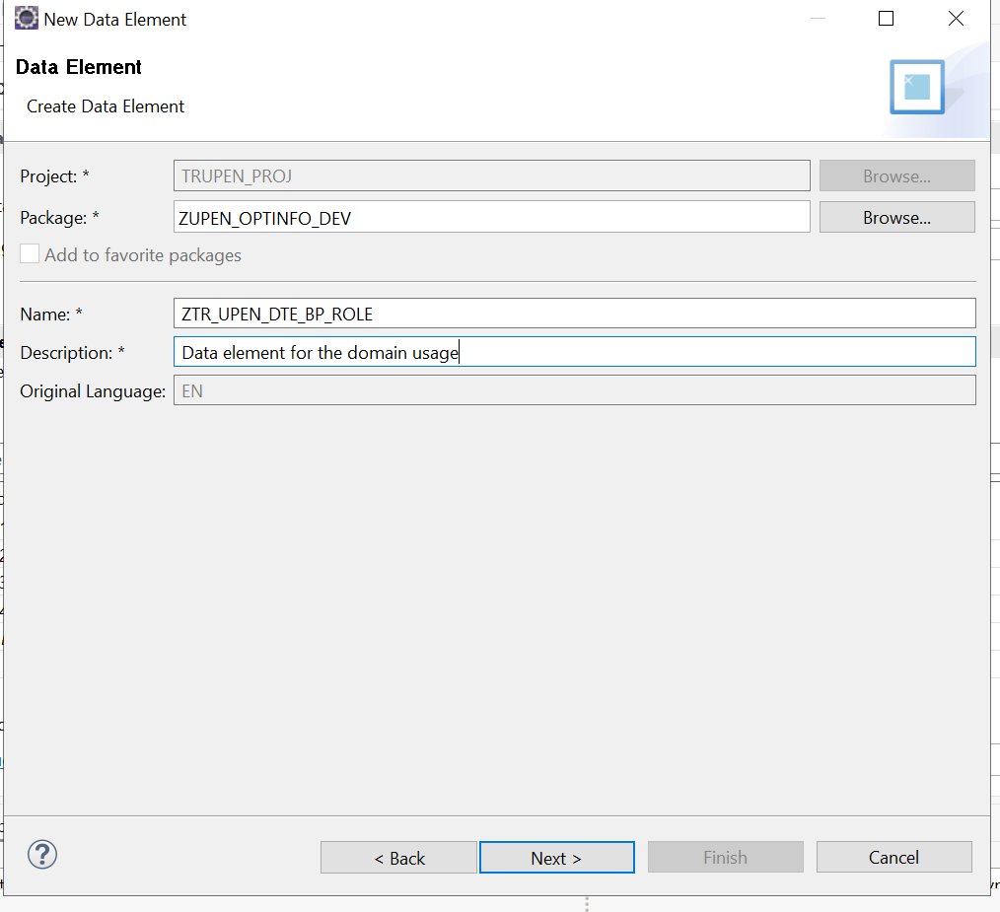 New Data Element
Data Element
Create Data Element
Project: * TRUPEN_PROJ Browse...
Package: * ZUPEN_OPTINFO_DEV Browse...
Add to favorite packages
Name: * ZTR_UPEN_DTE_BP_ROLE
Description: * Data element for the domain usage
Original Language: EN
? < Back Next > Finish Cancel